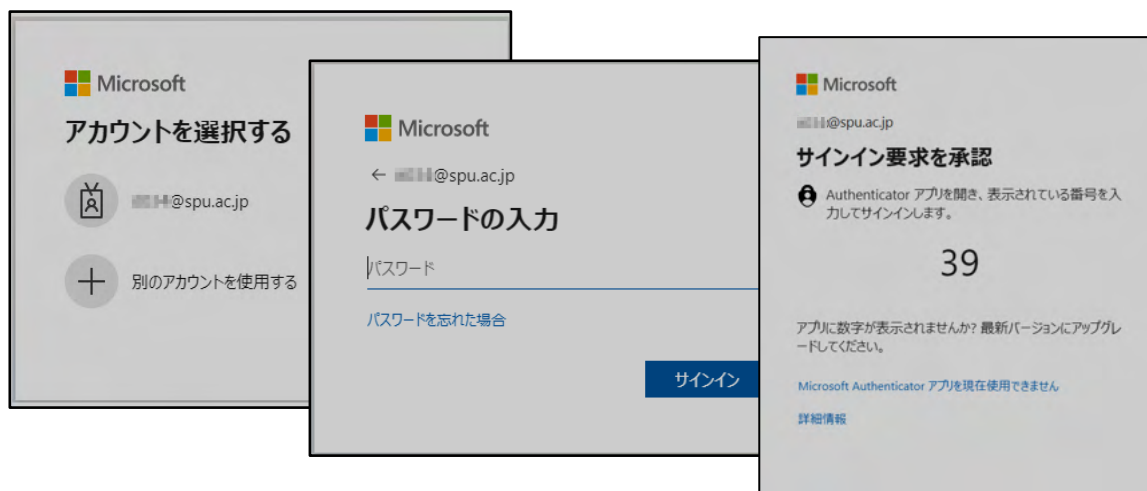 Microsoft
アカウントを選択する
@spu.ac.jp
別のアカウントを使用する
Microsoft
← @spu.ac.jp
パスワードの入力
パスワード
パスワードを忘れた場合
サインイン
Microsoft
@spu.ac.jp
サインイン要求を承認
Authenticator アプリを開き、表示されている番号を入
力してサインインします。
39
アプリに数字が表示されませんか? 最新バージョンにアップグレ
ードしてください。
Microsoft Authenticator アプリを現在使用できません
詳細情報